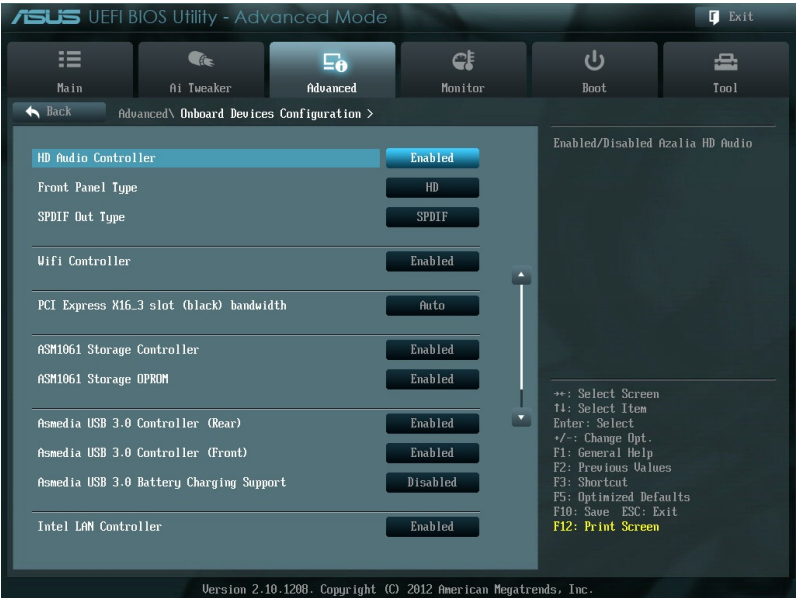 ASUS UEFI BIOS Utility - Advanced Mode
Exit
Main
Ai Tweaker
Advanced
Monitor
Boot
Tool
Back
Advanced\ Onboard Devices Configuration >
HD Audio Controller Enabled
Front Panel Type HD
SPDIF Out Type SPDIF
Wifi Controller Enabled
PCI Express X16_3 slot (black) bandwidth Auto
ASM1061 Storage Controller Enabled
ASM1061 Storage OPROM Enabled
Asmedia USB 3.0 Controller (Rear) Enabled
Asmedia USB 3.0 Controller (Front) Enabled
Asmedia USB 3.0 Battery Charging Support Disabled
Intel LAN Controller Enabled
Enabled/Disabled Azalia HD Audio
→←: Select Screen
↑↓: Select Item
Enter: Select
+/-: Change Opt.
F1: General Help
F2: Previous Values
F3: Shortcut
F5: Optimized Defaults
F10: Save ESC: Exit
F12: Print Screen
Version 2.10.1208. Copyright (C) 2012 American Megatrends, Inc.